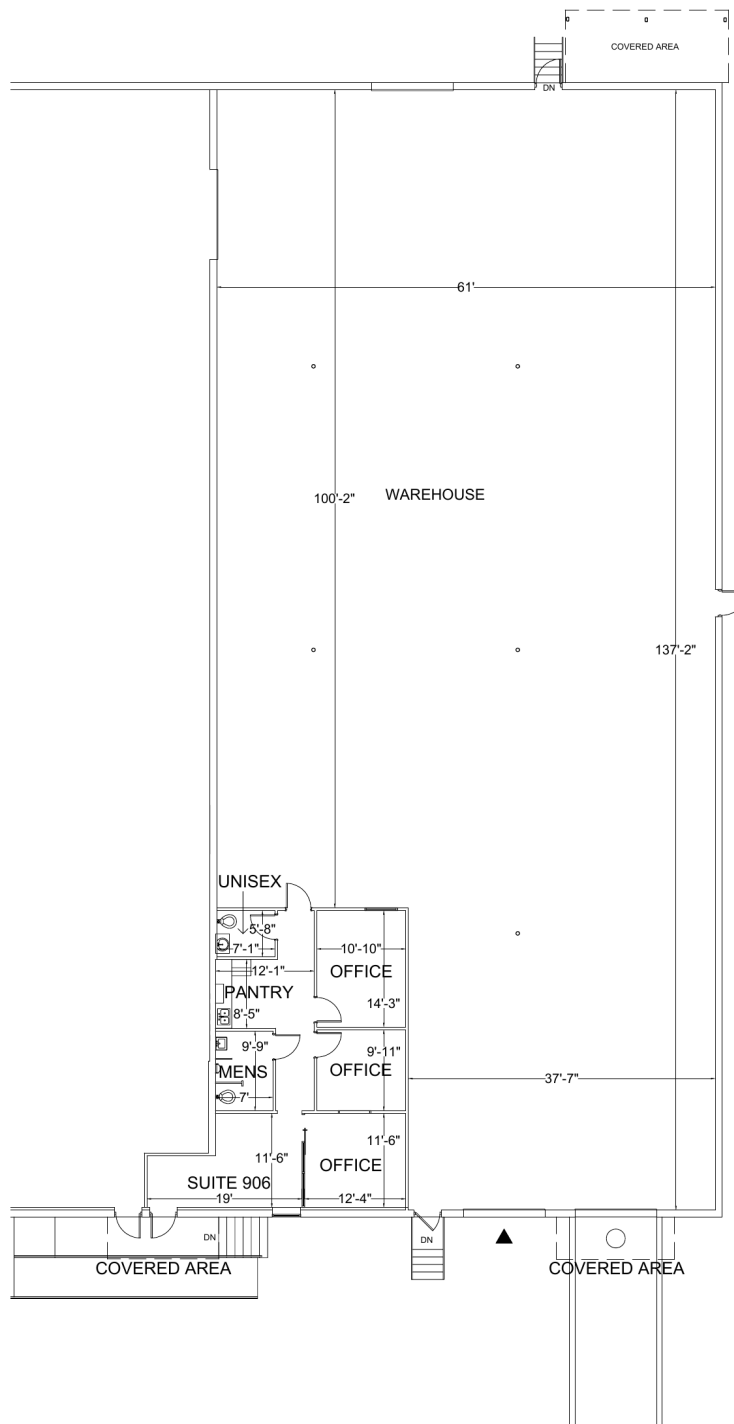 COVERED AREA
DN
61'
100'-2"
WAREHOUSE
137'-2"
UNISEX
5'-8"
7'-1"
10'-10"
12'-1"
OFFICE
PANTRY
14'-3"
8'-5"
9'-9"
9'-11"
MENS
OFFICE
37'-7"
7'
11'-6"
11'-6"
OFFICE
SUITE 906
19'
12'-4"
DN
DN
COVERED AREA
COVERED AREA